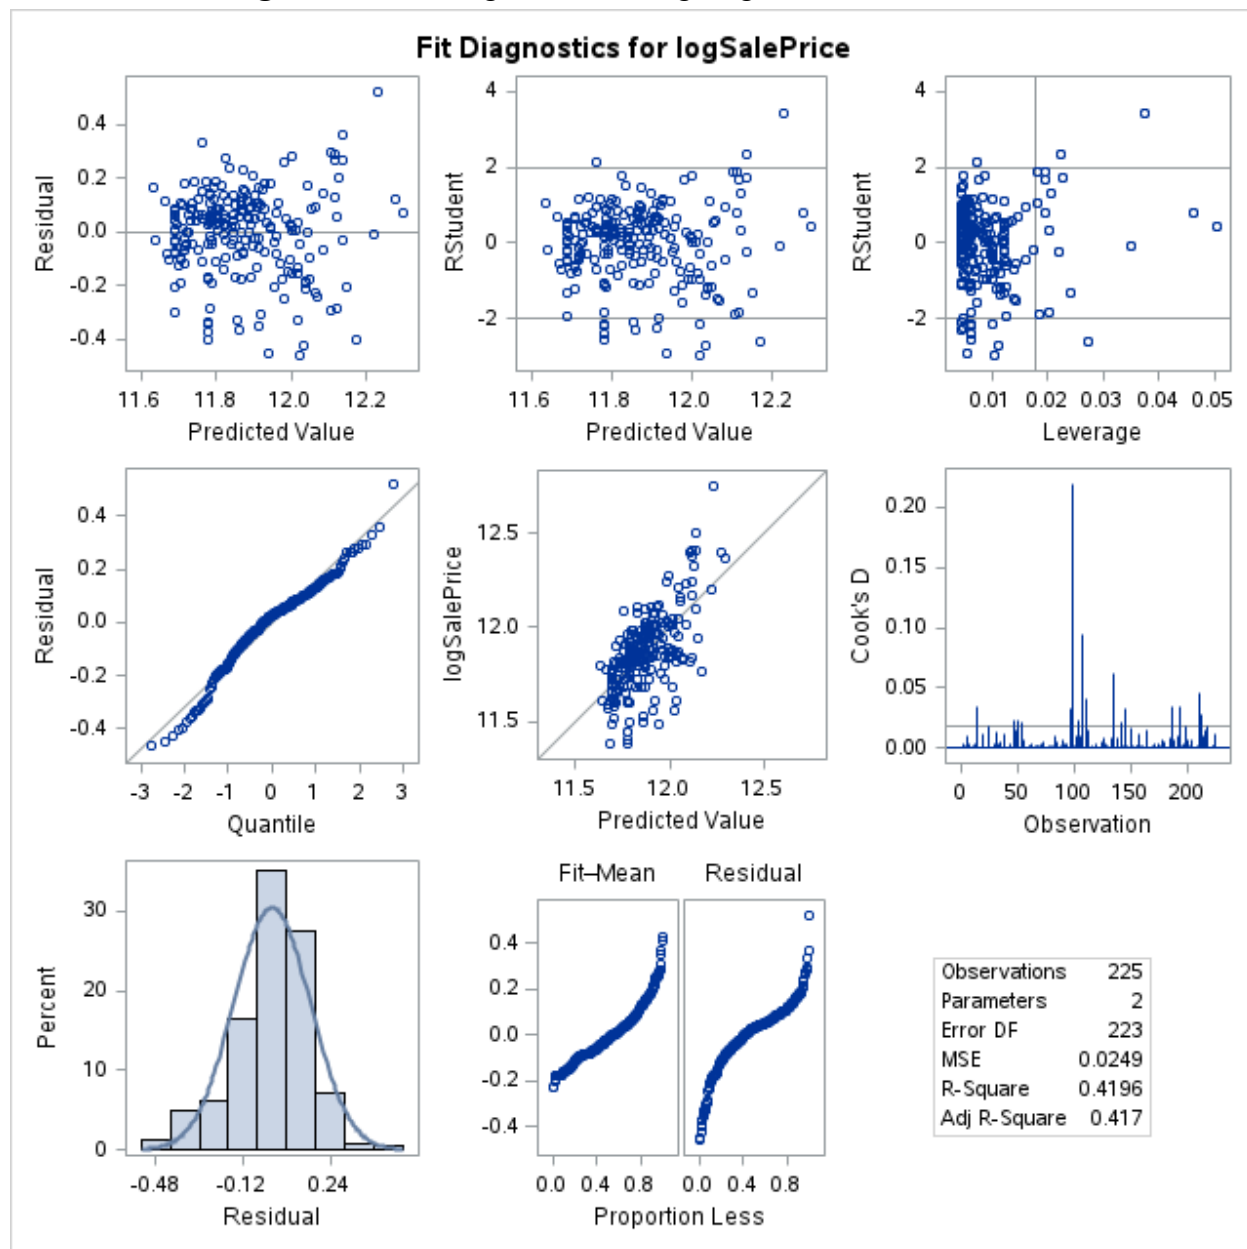 Fit Diagnostics for logSalePrice
Residual
0.4
0.2
0.0
-0.2
-0.4
11.6 11.8 12.0 12.2
Predicted Value
RStudent
4
2
0
-2
11.6 11.8 12.0 12.2
Predicted Value
RStudent
4
2
0
-2
0.01 0.02 0.03 0.04 0.05
Leverage
Residual
0.4
0.2
0.0
-0.2
-0.4
-3 -2 -1 0 1 2 3
Quantile
logSalePrice
12.5
12.0
11.5
11.5 12.0 12.5
Predicted Value
Cook's D
0.20
0.15
0.10
0.05
0.00
0 50 100 150 200
Observation
Percent
30
20
10
0
-0.48 -0.12 0.24
Residual
Fit–Mean Residual
0.4
0.2
0.0
-0.2
-0.4
0.0 0.4 0.8 0.0 0.4 0.8
Proportion Less
Observations 225
Parameters 2
Error DF 223
MSE 0.0249
R-Square 0.4196
Adj R-Square 0.417